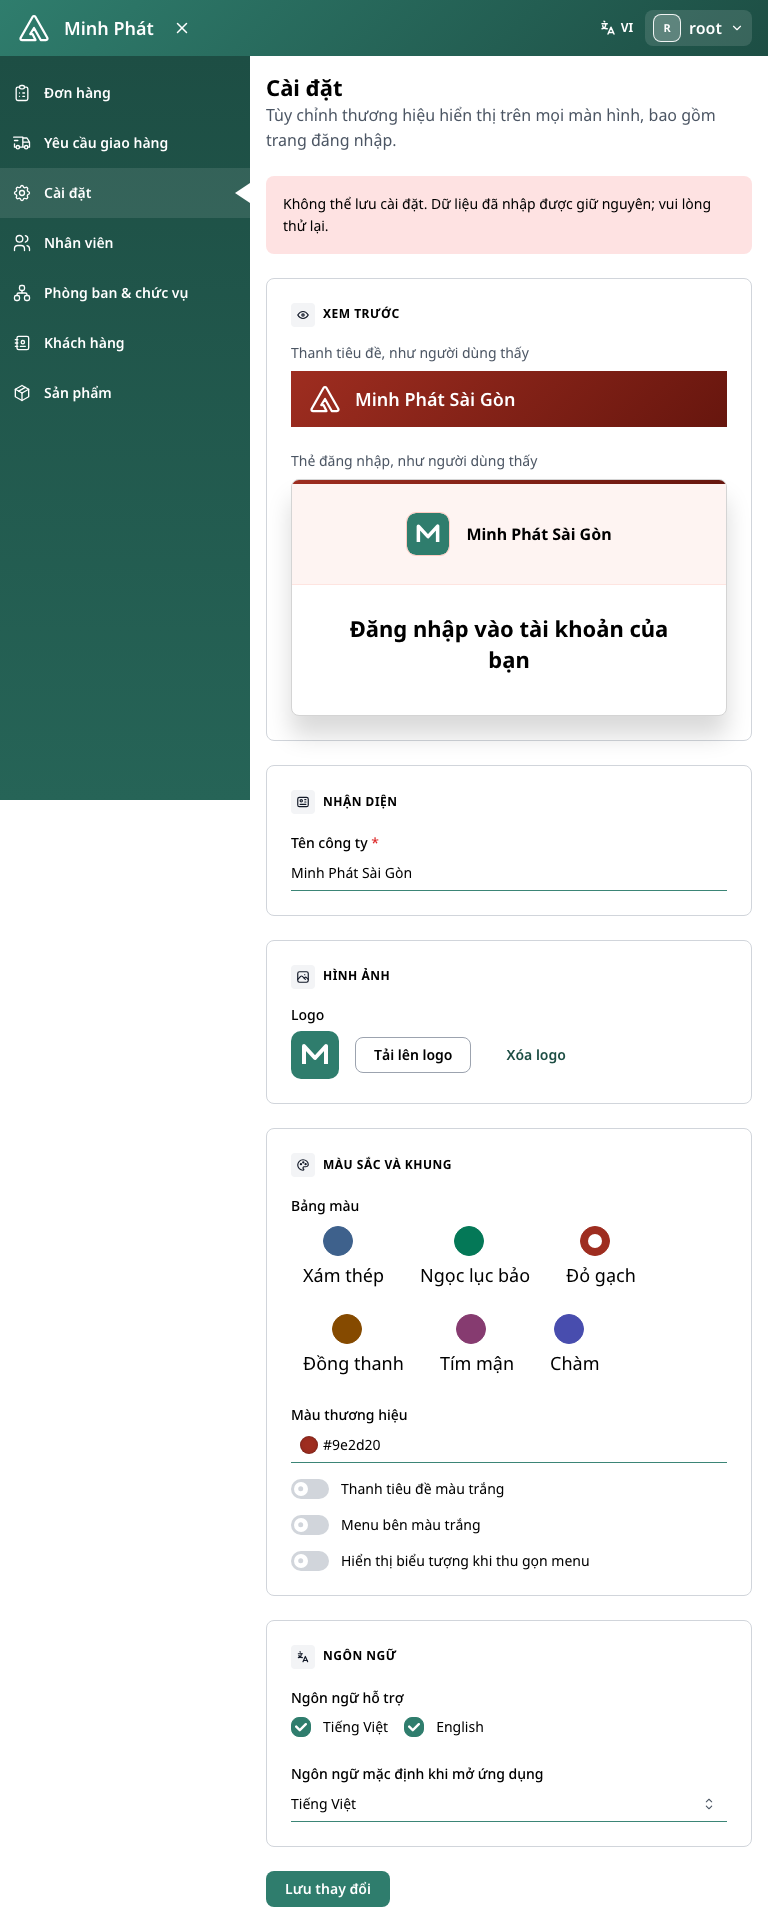 Minh Phát
VI
R
root
Đơn hàng
Yêu cầu giao hàng
Cài đặt
Nhân viên
Phòng ban & chức vụ
Khách hàng
Sản phẩm
Cài đặt
Tùy chỉnh thương hiệu hiển thị trên mọi màn hình, bao gồm
trang đăng nhập.
Không thể lưu cài đặt. Dữ liệu đã nhập được giữ nguyên; vui lòng
thử lại.
XEM TRƯỚC
Thanh tiêu đề, như người dùng thấy
Minh Phát Sài Gòn
Thẻ đăng nhập, như người dùng thấy
Minh Phát Sài Gòn
Đăng nhập vào tài khoản của
bạn
NHẬN DIỆN
Tên công ty *
Minh Phát Sài Gòn
HÌNH ẢNH
Logo
Tải lên logo
Xóa logo
MÀU SẮC VÀ KHUNG
Bảng màu
Xám thép
Ngọc lục bảo
Đỏ gạch
Đồng thanh
Tím mận
Chàm
Màu thương hiệu
#9e2d20
Thanh tiêu đề màu trắng
Menu bên màu trắng
Hiển thị biểu tượng khi thu gọn menu
NGÔN NGỮ
Ngôn ngữ hỗ trợ
Tiếng Việt
English
Ngôn ngữ mặc định khi mở ứng dụng
Tiếng Việt
Lưu thay đổi